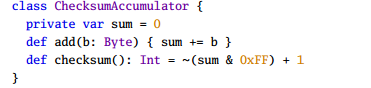 class ChecksumAccumulator {
  private var sum = 0
  def add(b: Byte) { sum += b }
  def checksum(): Int = ~(sum & 0xFF) + 1
}